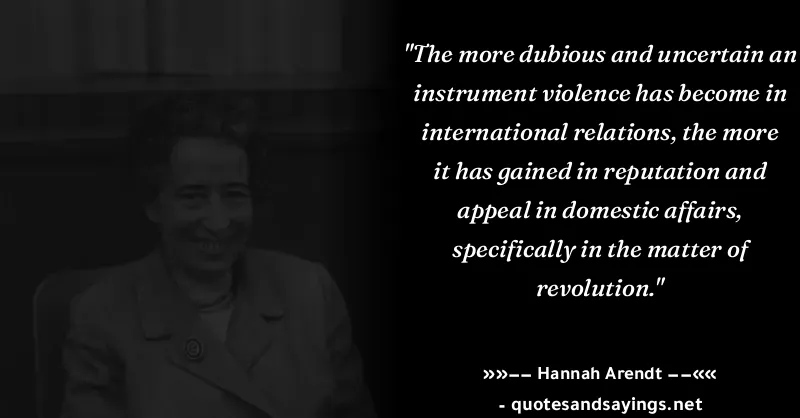 "The more dubious and uncertain an
instrument violence has become in
international relations, the more
it has gained in reputation and
appeal in domestic affairs,
specifically in the matter of
revolution."
»»−− Hannah Arendt −−««
- quotesandsayings.net